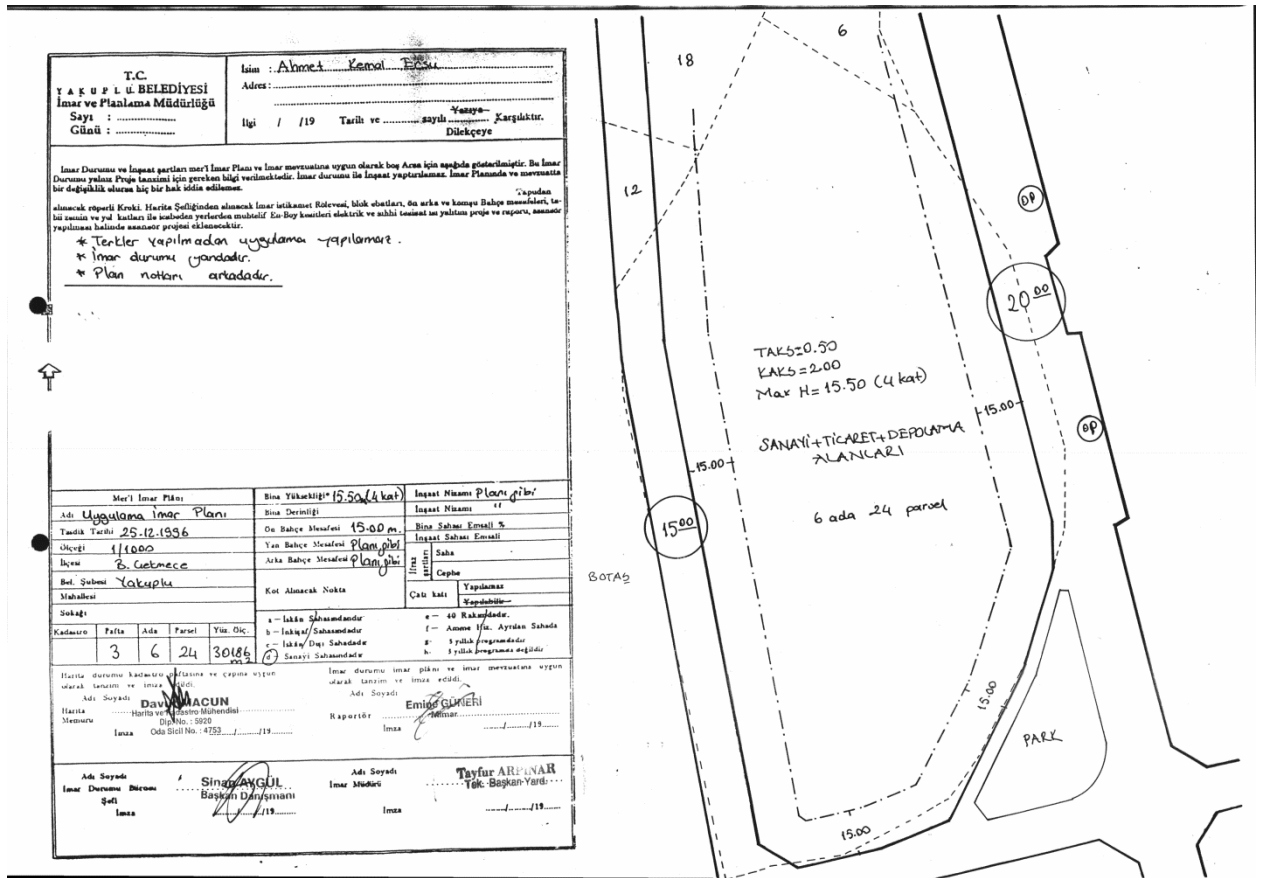 T.C.
YAKUPLU BELEDİYESİ
İmar ve Planlama Müdürlüğü
Sayı : ..................
Günü : ..................
İsim : Ahmet Kemal Ersu
Adres :
İlgi / /19 Tarih ve ............ sayılı Yazıya Karşılıktır.
Dilekçeye
İmar Durumu ve İnşaat şartları mer'i İmar Planı ve İmar mevzuatına uygun olarak boş Arsa için aşağıda gösterilmiştir. Bu İmar
Durumu yalnız Proje tanzimi için gereken bilgi verilmektedir. İmar durumu ile İnşaat yaptırılamaz. İmar Planında ve mevzuatta
bir değişiklik olursa hiç bir hak iddia edilemez.
Tapudan
alınacak röperli Kroki. Harita Şefliğinden alınacak İmar istikamet Rölevesi, blok ebatları, ön arka ve komşu Bahçe mesafeleri, ta-
bii zemin ve yol kotları ile icabeden yerlerden muhtelif En-Boy kesitleri elektrik ve sıhhi tesisat ısı yalıtım proje ve raporu, asansör
yapılması halinde asansör projesi eklenecektir.
* Terkler yapılmadan uygulama yapılamaz.
* İmar durumu yandadır.
* Plan notları arkadadır.
Mer'i İmar Plânı
Adı Uygulama İmar Planı
Tasdik Tarihi 25.12.1996
Ölçeği 1/1000
İlçesi B. Çekmece
Bel. Şubesi Yakuplu
Mahallesi
Sokağı
Kadastro Pafta Ada Parsel Yüz. Ölç.
3 6 24 30186 m2
Bina Yüksekliği 15.50 (4 kat)
Bina Derinliği
Ön Bahçe Mesafesi 15.00 m.
Yan Bahçe Mesafesi Planı gibi
Arka Bahçe Mesafesi Planı gibi
Kot Alınacak Nokta
İnşaat Nizamı Planı gibi
İnşaat Nizamı "
Bina Sahası Emsali %
İnşaat Sahası Emsali
İfraz şartları
Saha
Cephe
Çatı katı
Yapılamaz
Yapılabilir
a — İskân Sahasındandır
b — İnkişaf Sahasındadır
c — İskân Dışı Sahadadır
d Sanayi Sahasındadır
e — 40 Rakımdadır.
f — Amme Hiz. Ayrılan Sahada
g- 5 yıllık programdadır
h. 5 yıllık programda değildir
Harita durumu kadastro paftasına ve çapına uygun
olarak tanzim ve imza edildi.
Adı Soyadı
Harita Memuru
MACUN
Harita ve Kadastro Mühendisi
Dip. No. : 5920
Oda Sicil No. : 4753
İmza ....../....../19......
İmar durumu imar plânı ve imar mevzuatına uygun
olarak tanzim ve imza edildi.
Adı Soyadı
Raportör
Emine GÜNERİ
Mimar
İmza ....../....../19......
Adı Soyadı
İmar Durumu Bürosu
Şefi
Sinan AYGÜL
Başkan Danışmanı
İmza ....../....../19......
Adı Soyadı
İmar Müdürü
Tayfur ARPINAR
Tek. Başkan Yard.
İmza ....../....../19......
18
6
12
DP
20.00
TAKS=0.50
KAKS=2.00
Max H= 15.50 (4 kat)
15.00
DP
SANAYİ+TİCARET+DEPOLAMA
ALANLARI
15.00
6 ada 24 parsel
15.00
BOTAŞ
15.00
PARK
15.00